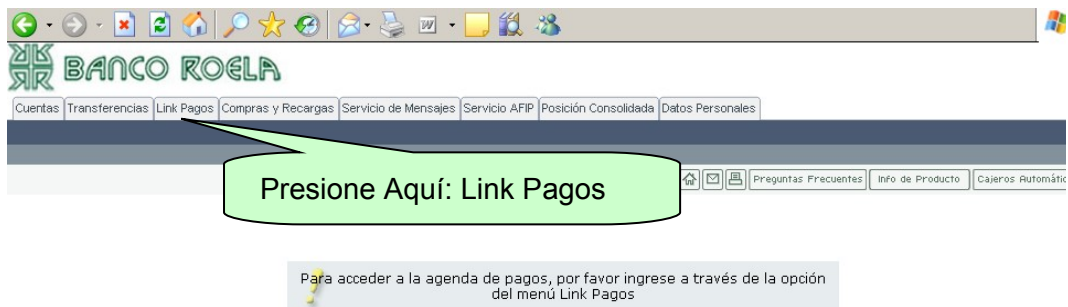 BANCO ROELA
Cuentas Transferencias Link Pagos Compras y Recargas Servicio de Mensajes Servicio AFIP Posición Consolidada Datos Personales
Presione Aquí: Link Pagos
Preguntas Frecuentes Info de Producto Cajeros Automátic
Para acceder a la agenda de pagos, por favor ingrese a través de la opción
del menú Link Pagos